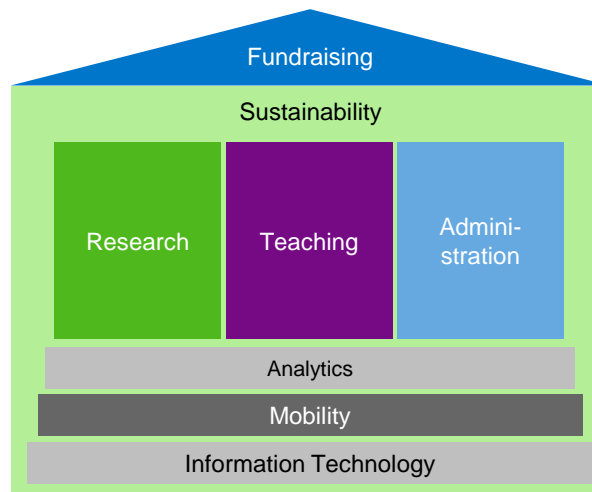 Fundraising
Sustainability
Research
Teaching
Admini-
stration
Analytics
Mobility
Information Technology